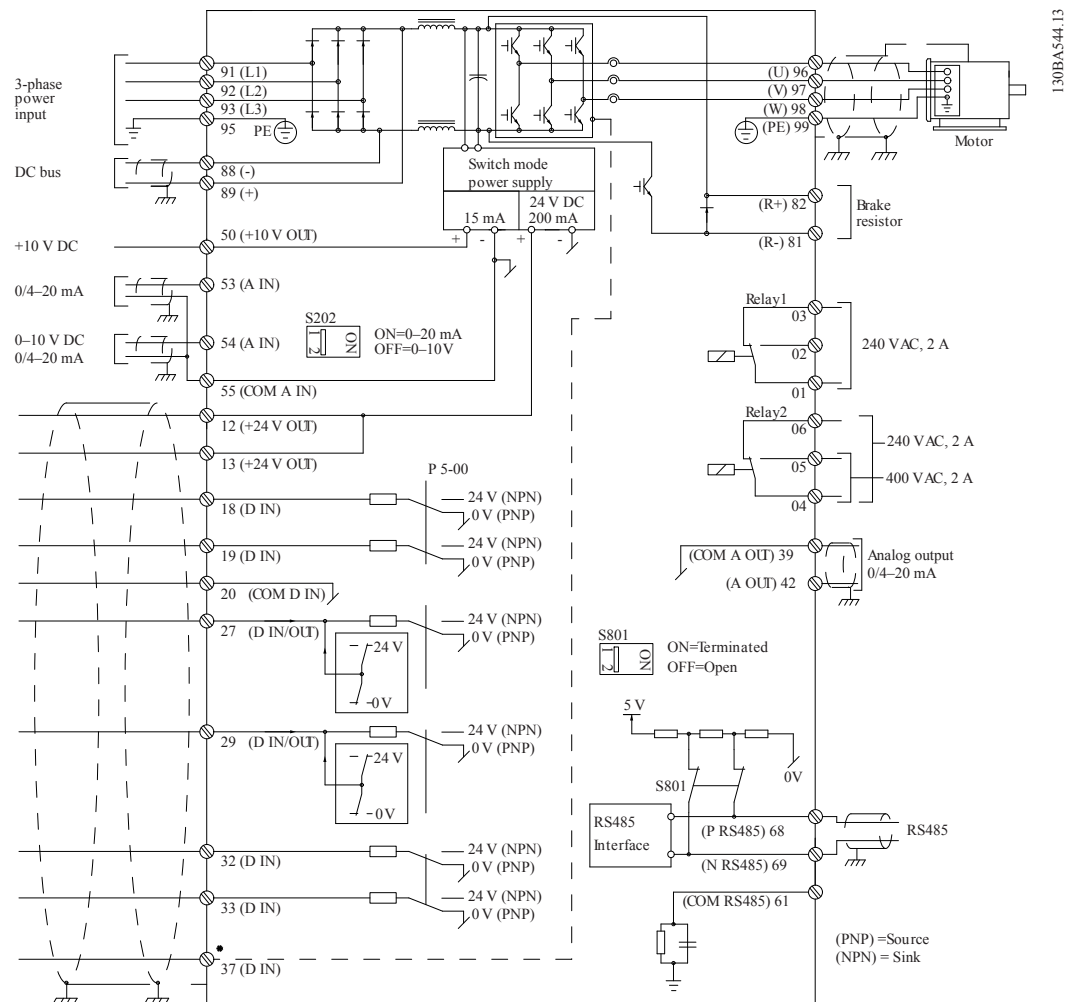 130BA544.13
3-phase
power
input
91 (L1)
92 (L2)
93 (L3)
95
PE
DC bus
88 (-)
89 (+)
+10 V DC
50 (+10 V OUT)
0/4–20 mA
53 (A IN)
0–10 V DC
0/4–20 mA
54 (A IN)
55 (COM A IN)
12 (+24 V OUT)
13 (+24 V OUT)
18 (D IN)
19 (D IN)
20 (COM D IN)
27 (D IN/OUT)
29 (D IN/OUT)
32 (D IN)
33 (D IN)
*
37 (D IN)
Switch mode
power supply
15 mA
24 V DC
200 mA
+ - + -
S202
1 2
ON
ON=0–20 mA
OFF=0–10V
P 5-00
24 V (NPN)
0 V (PNP)
24 V (NPN)
0 V (PNP)
24 V (NPN)
0 V (PNP)
24 V
0V
24 V (NPN)
0 V (PNP)
24 V
0V
24 V (NPN)
0 V (PNP)
24 V (NPN)
0 V (PNP)
(U) 96
(V) 97
(W) 98
(PE) 99
Motor
(R+) 82
(R-) 81
Brake
resistor
Relay1
03
02
01
240 VAC, 2 A
Relay2
06
05
04
240 VAC, 2 A
400 VAC, 2 A
(COM A OUT) 39
(A OUT) 42
Analog output
0/4–20 mA
S801
1 2
ON
ON=Terminated
OFF=Open
5 V
0V
S801
RS485
Interface
(P RS485) 68
(N RS485) 69
(COM RS485) 61
RS485
(PNP) =Source
(NPN) = Sink